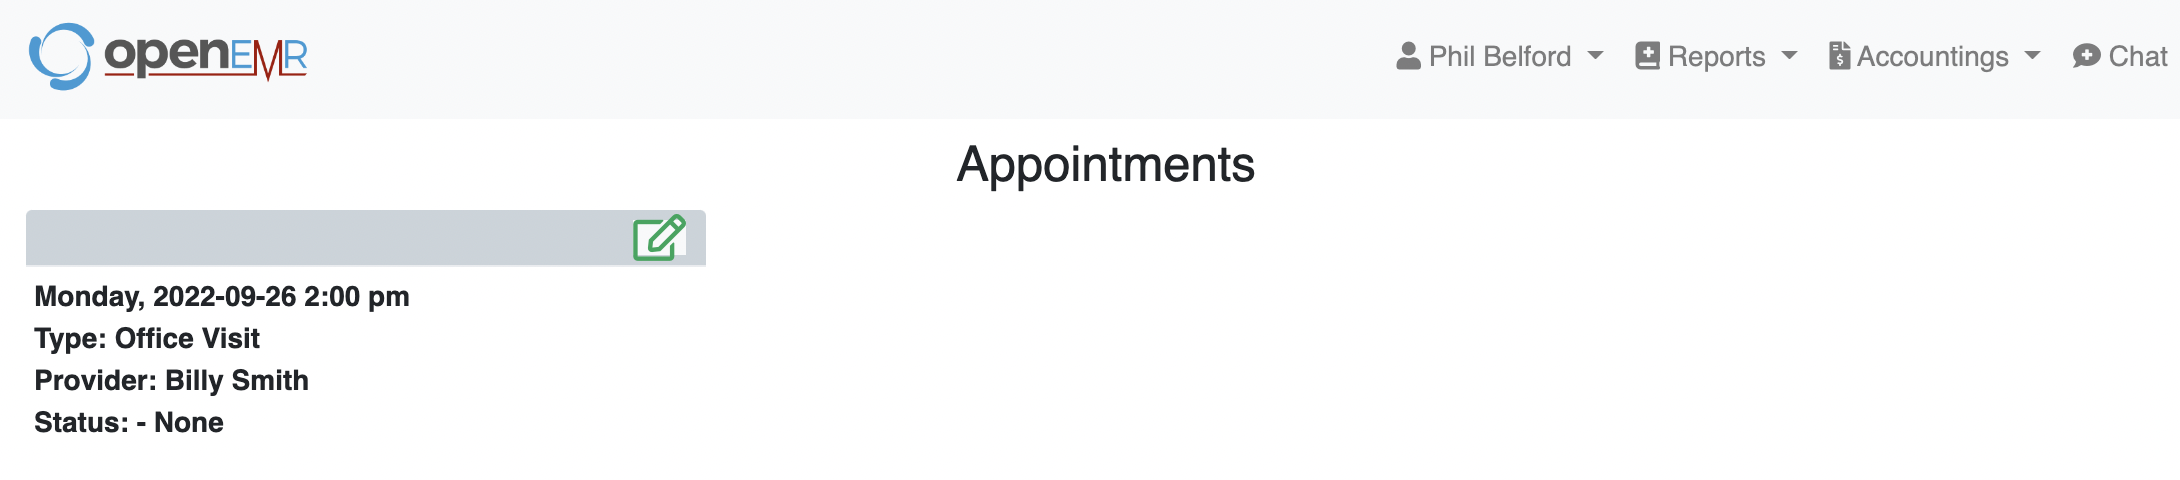 openEMR
Phil Belford Reports Accountings Chat
Appointments
Monday, 2022-09-26 2:00 pm
Type: Office Visit
Provider: Billy Smith
Status: - None